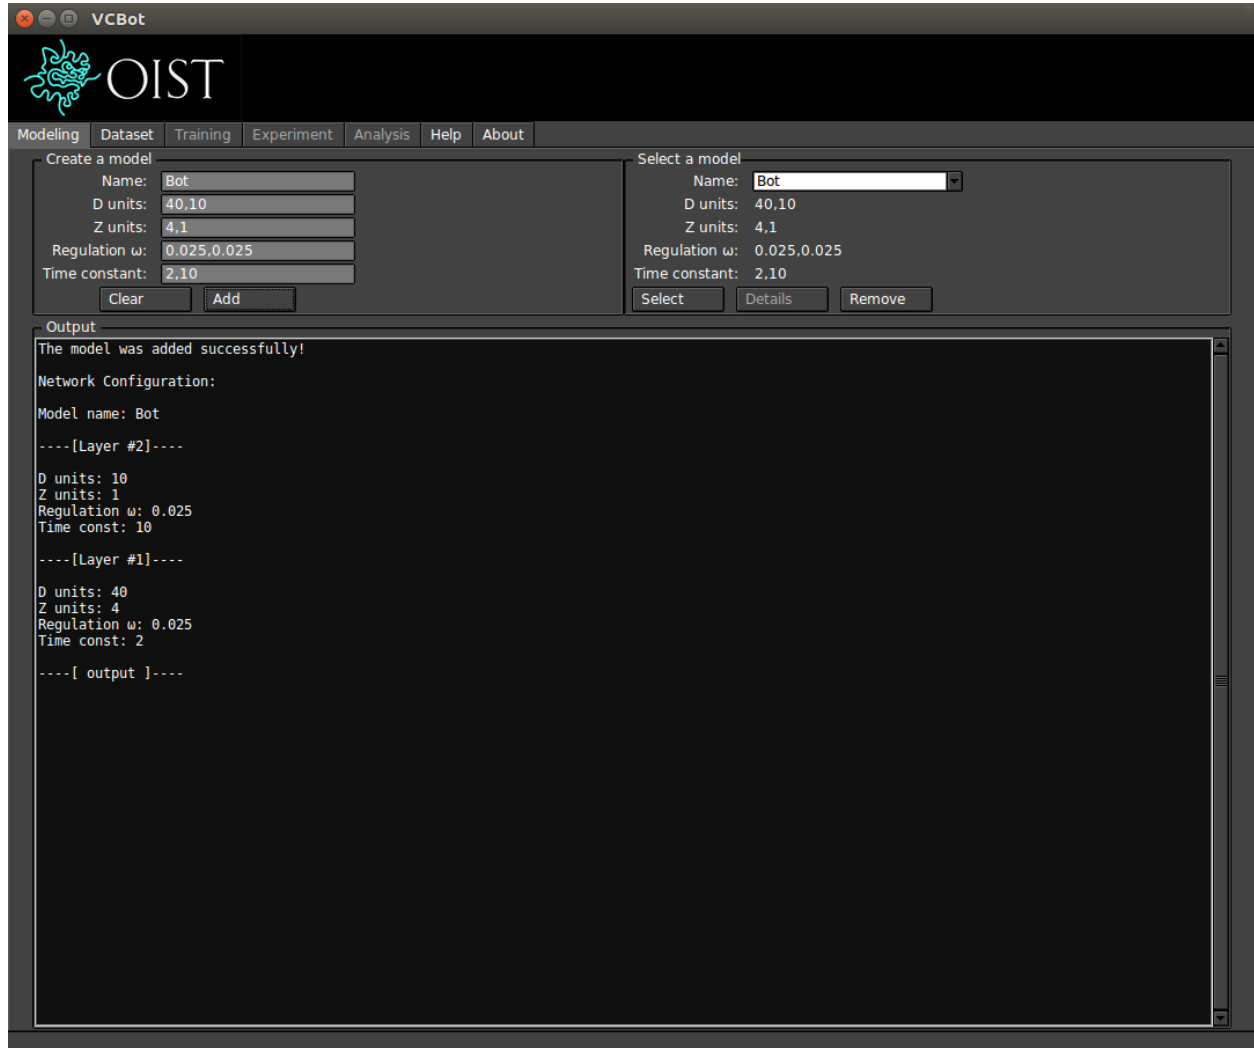 VCBot
OIST
Modeling Dataset Training Experiment Analysis Help About
Create a model
Name: Bot
D units: 40,10
Z units: 4,1
Regulation ω: 0.025,0.025
Time constant: 2,10
Clear Add
Select a model
Name: Bot
D units: 40,10
Z units: 4,1
Regulation ω: 0.025,0.025
Time constant: 2,10
Select Details Remove
Output
The model was added successfully!
Network Configuration:
Model name: Bot
----[Layer #2]----
D units: 10
Z units: 1
Regulation ω: 0.025
Time const: 10
----[Layer #1]----
D units: 40
Z units: 4
Regulation ω: 0.025
Time const: 2
----[ output ]----